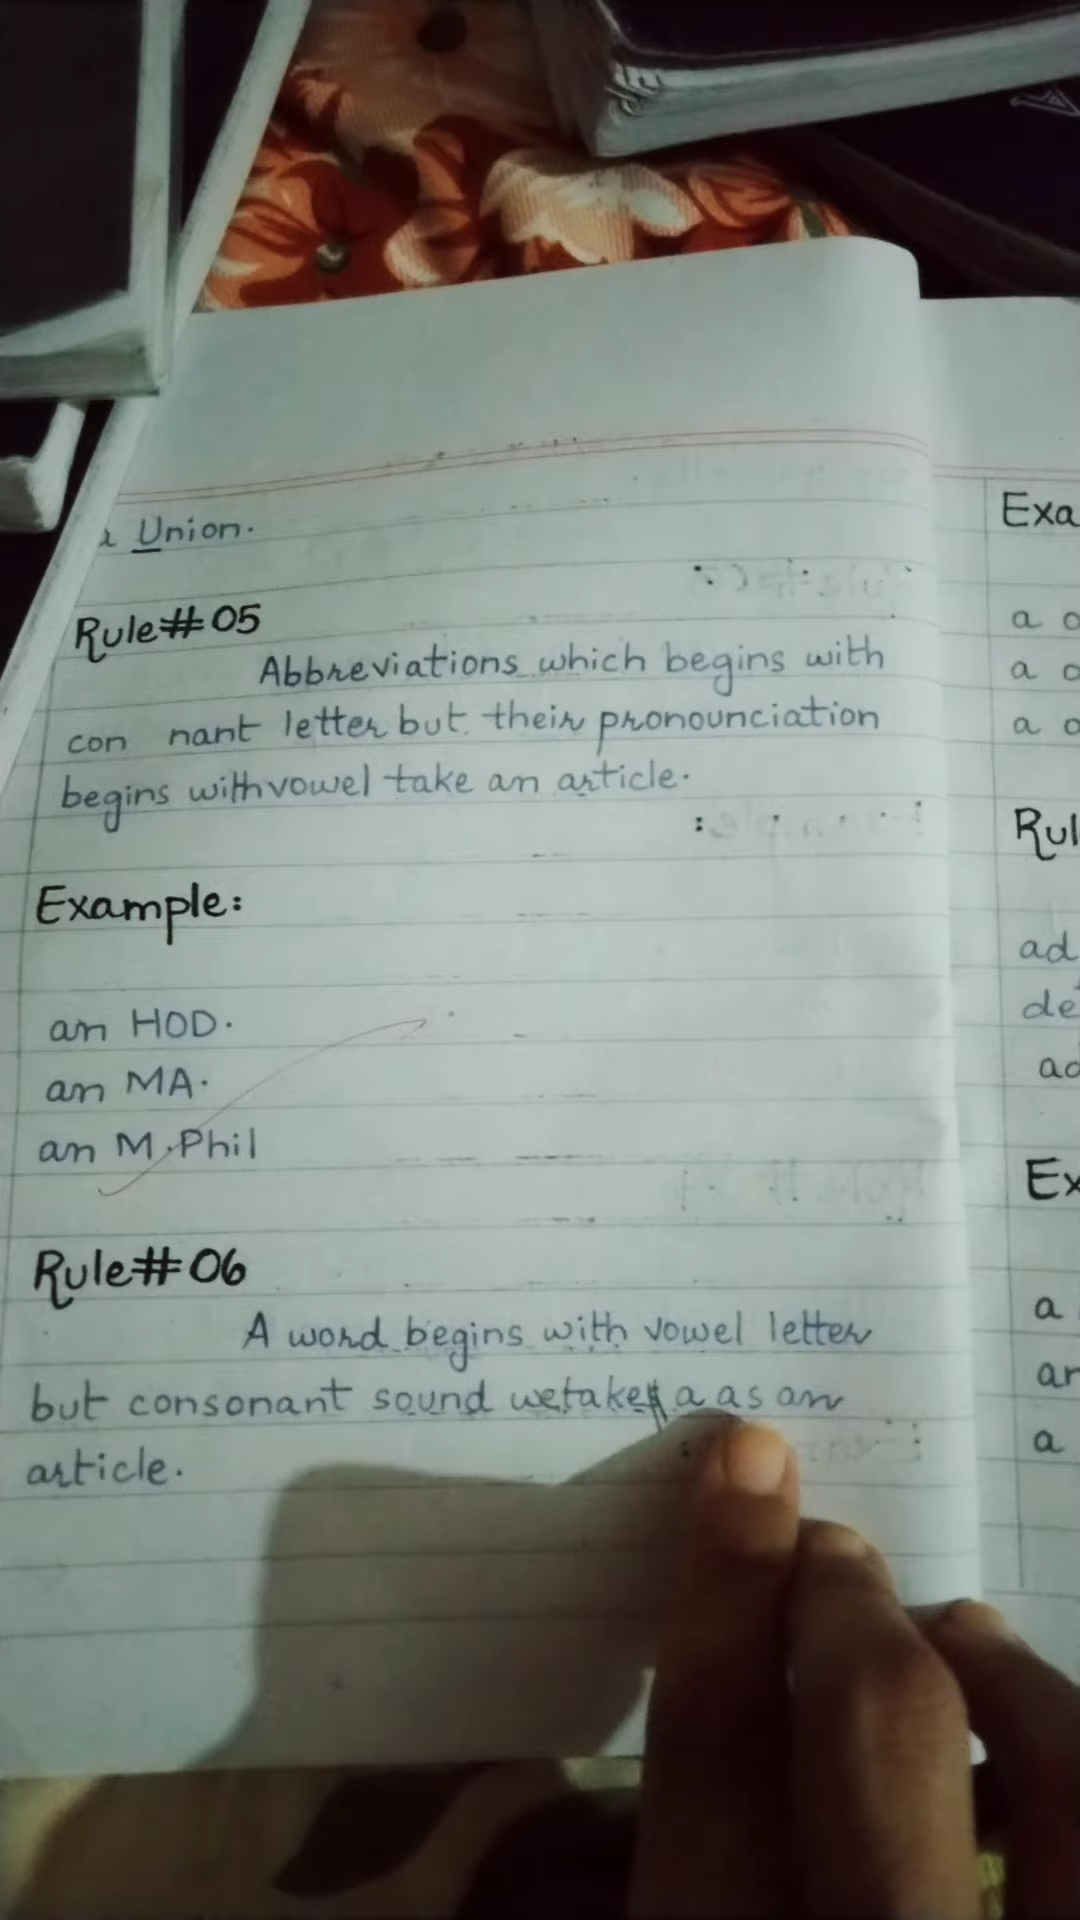 Union.
Rule#05
Abbreviations which begins with
con nant letter but their pronounciation
begins with vowel take an article.
Example:
an HOD.
an MA.
an M.Phil
Rule#06
A word begins with vowel letter
but consonant sound we take a as an
article.
Exa
a
a
a
Rul
ad
de
ad
Ex
a
an
a